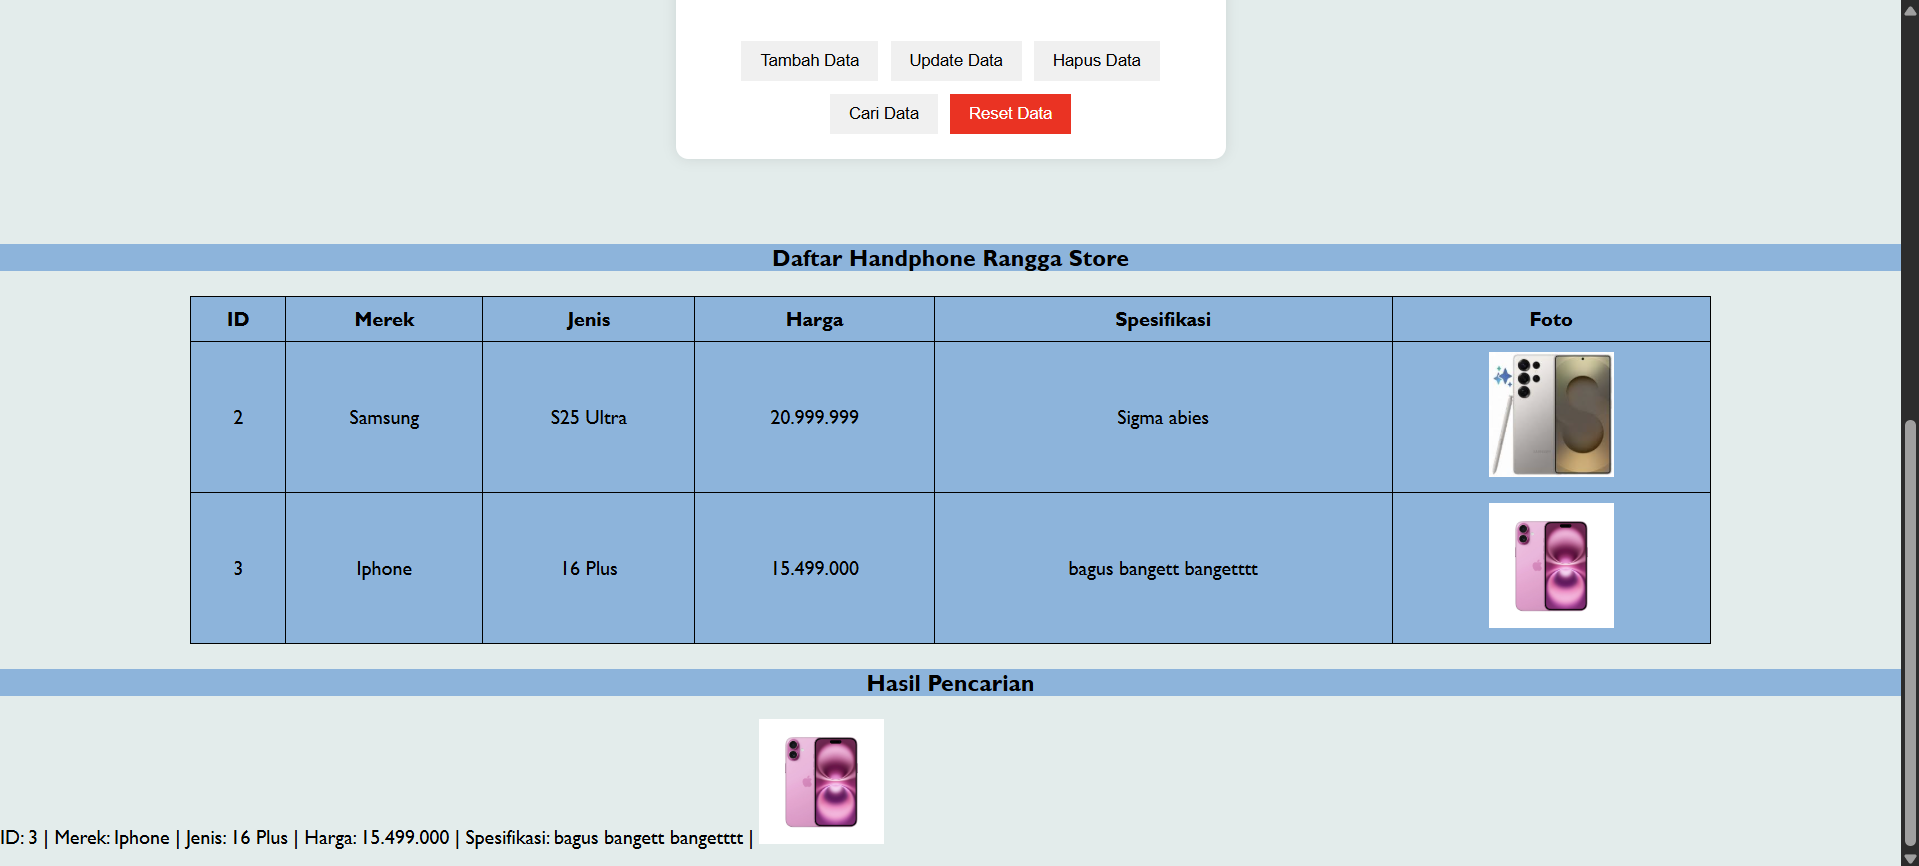 Tambah Data Update Data Hapus Data
Cari Data Reset Data
Daftar Handphone Rangga Store
ID Merek Jenis Harga Spesifikasi Foto
2 Samsung S25 Ultra 20.999.999 Sigma abies
3 Iphone 16 Plus 15.499.000 bagus bangett bangetttt
Hasil Pencarian
ID: 3 | Merek: Iphone | Jenis: 16 Plus | Harga: 15.499.000 | Spesifikasi: bagus bangett bangetttt |